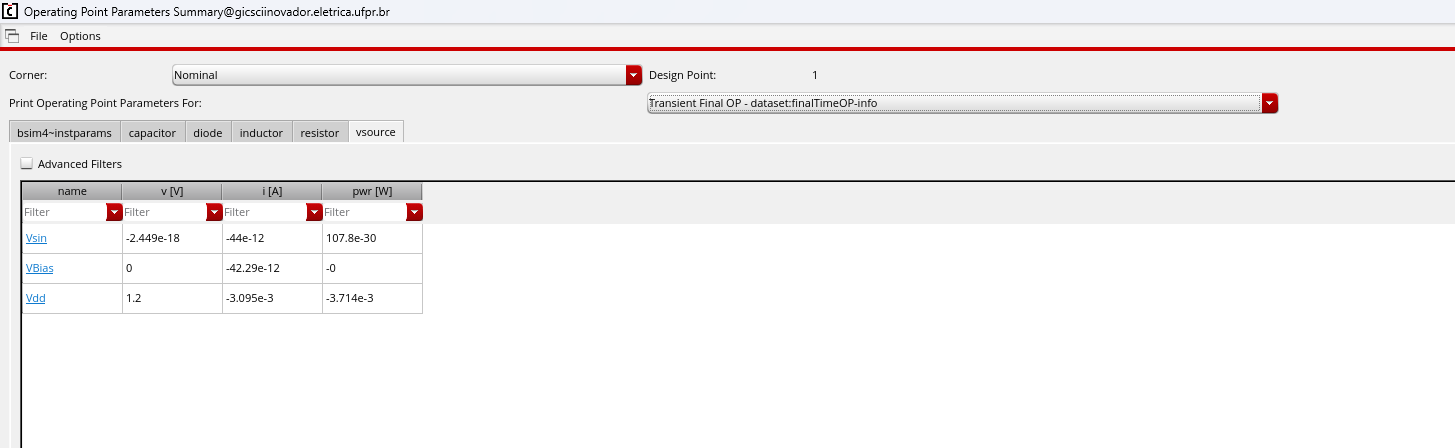 Operating Point Parameters Summary@gicsciinovador.eletrica.ufpr.br
File Options
Corner: Nominal Design Point: 1
Print Operating Point Parameters For: Transient Final OP - dataset:finalTimeOP-info
bsim4~instparams capacitor diode inductor resistor vsource
Advanced Filters
name v [V] i [A] pwr [W]
Filter Filter Filter Filter
Vsin -2.449e-18 -44e-12 107.8e-30
VBias 0 -42.29e-12 -0
Vdd 1.2 -3.095e-3 -3.714e-3